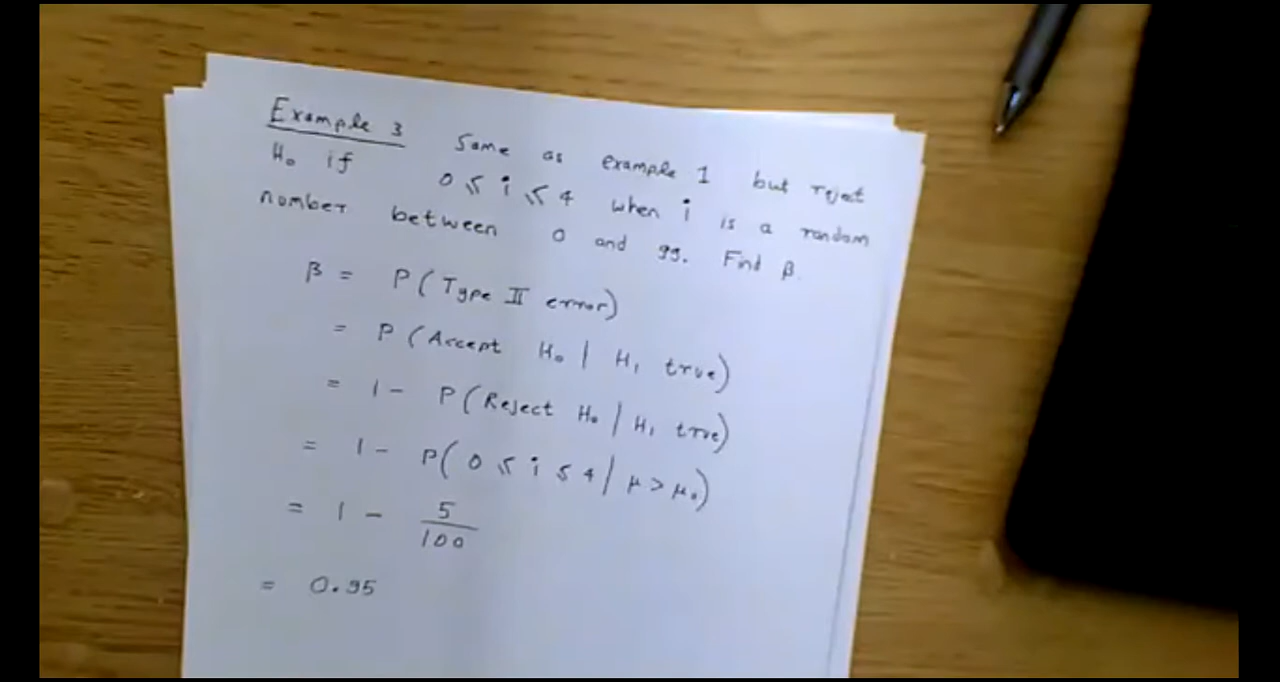 Example 3 Same as example 1 but reject
H₀ if 0 ≤ i ≤ 4 when i is a random
number between 0 and 99. Find β.
β = P(Type II error)
= P(Accept H₀ | H₁ true)
= 1 - P(Reject H₀ | H₁ true)
= 1 - P(0 ≤ i ≤ 4 | μ > μ₀)
= 1 - 5/100
= 0.95